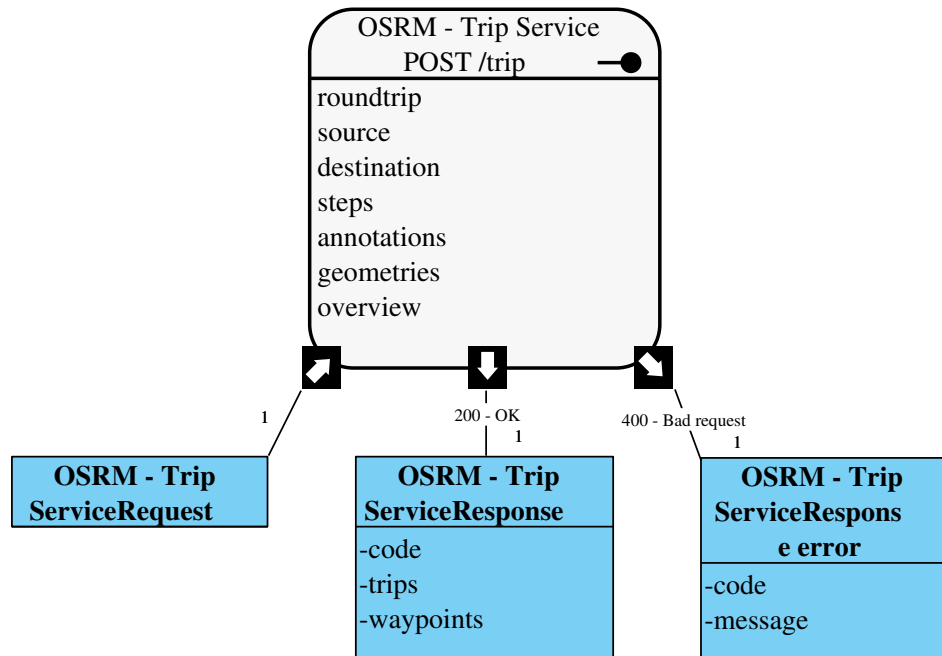 OSRM - Trip Service
POST /trip
roundtrip
source
destination
steps
annotations
geometries
overview
1
200 - OK
1
400 - Bad request
1
OSRM - Trip
ServiceRequest
OSRM - Trip
ServiceResponse
-code
-trips
-waypoints
OSRM - Trip
ServiceRespons
e error
-code
-message